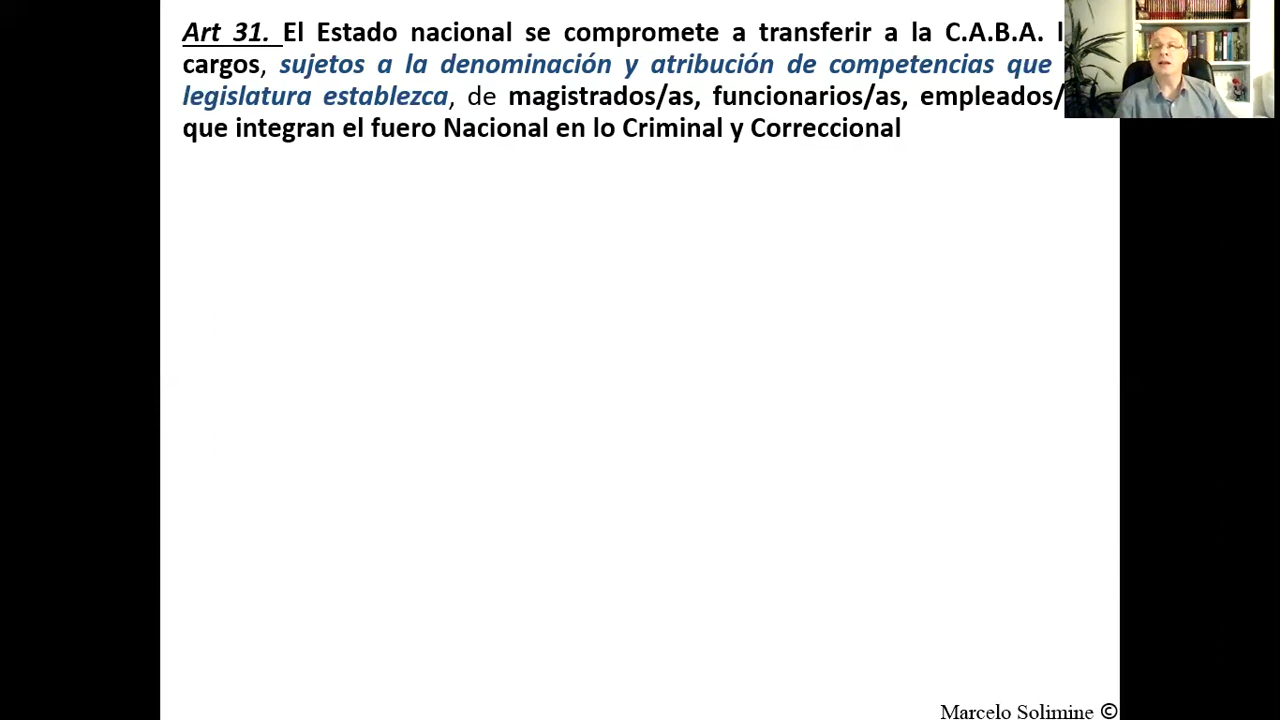 Art 31. El Estado nacional se compromete a transferir a la C.A.B.A.
cargos, sujetos a la denominación y atribución de competencias que
legislatura establezca, de magistrados/as, funcionarios/as, empleados/
que integran el fuero Nacional en lo Criminal y Correccional
Marcelo Solimine ©